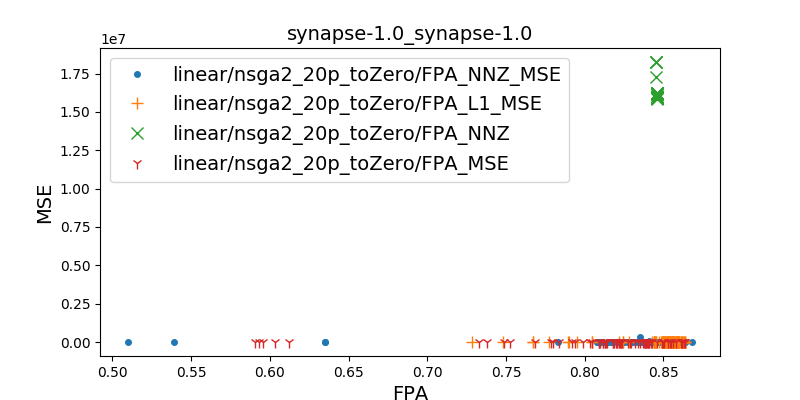 synapse-1.0_synapse-1.0
1e7
linear/nsga2_20p_toZero/FPA_NNZ_MSE
linear/nsga2_20p_toZero/FPA_L1_MSE
linear/nsga2_20p_toZero/FPA_NNZ
linear/nsga2_20p_toZero/FPA_MSE
1.75
1.50
1.25
1.00
0.75
0.50
0.25
0.00
MSE
0.50 0.55 0.60 0.65 0.70 0.75 0.80 0.85
FPA